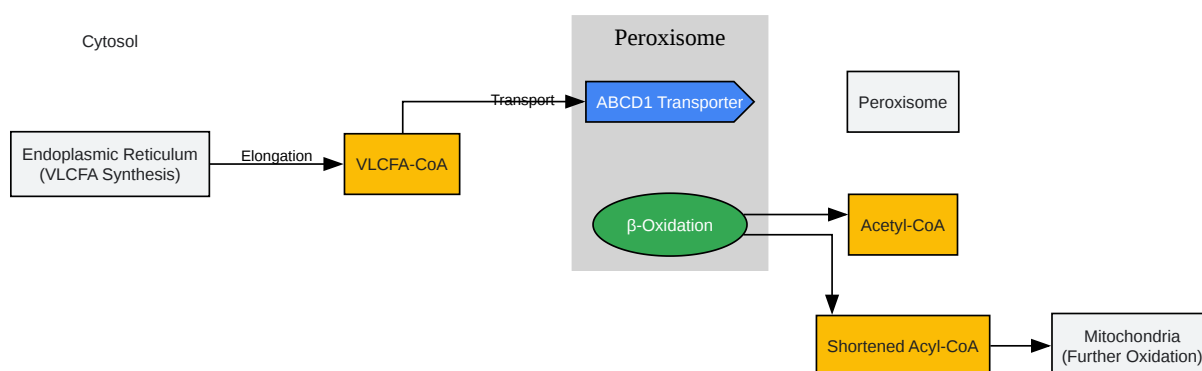 Cytosol
Peroxisome
Transport
ABCD1 Transporter
Peroxisome
Endoplasmic Reticulum
(VLCFA Synthesis)
Elongation
VLCFA-CoA
β-Oxidation
Acetyl-CoA
Shortened Acyl-CoA
Mitochondria
(Further Oxidation)